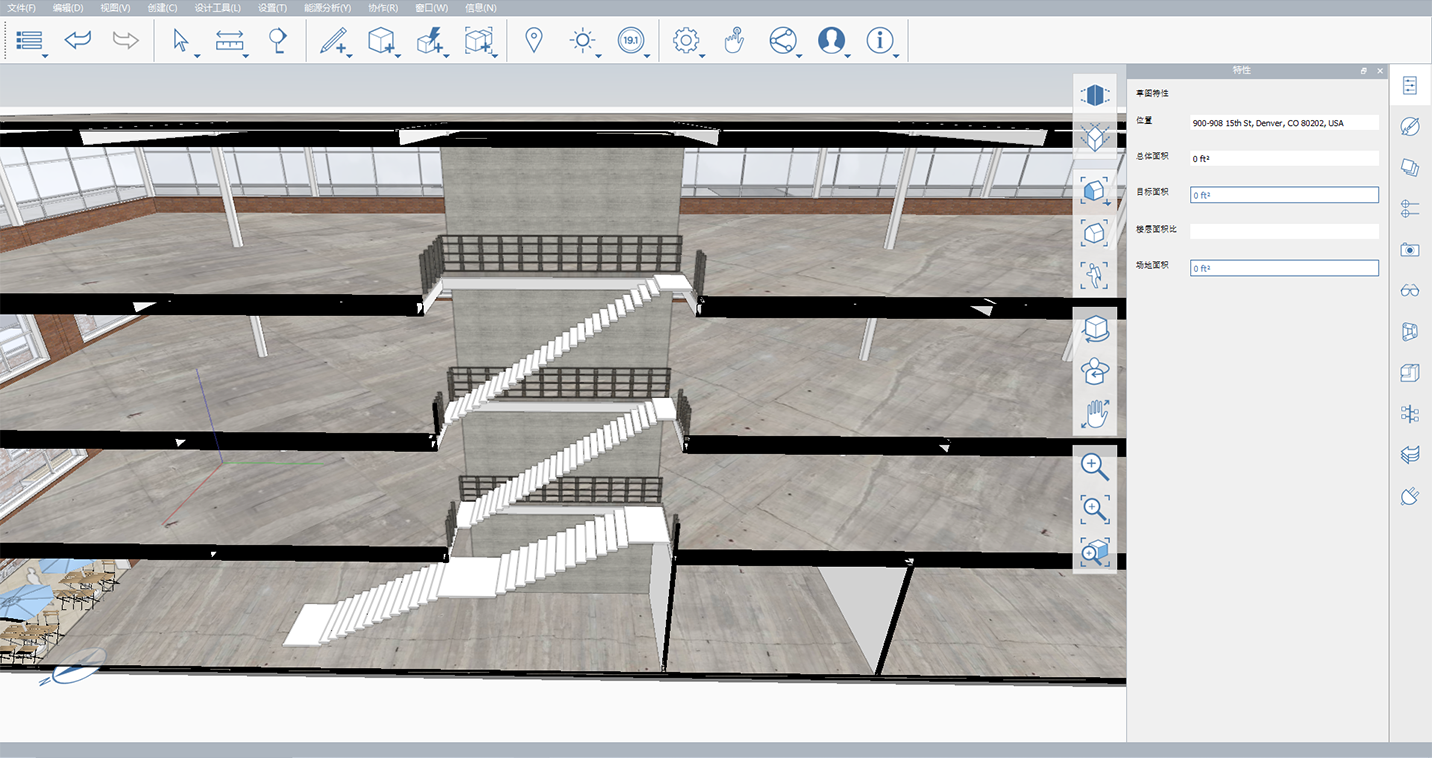 文件(F) 编辑(D) 视图(V) 创建(C) 设计工具(L) 设置(T) 能源分析(Y) 协作(R) 窗口(W) 信息(N)
19.1
特性
草图特性
位置 900-908 15th St, Denver, CO 80202, USA
总体面积 0 ft²
目标面积 0 ft²
楼层面积比
场地面积 0 ft²
N